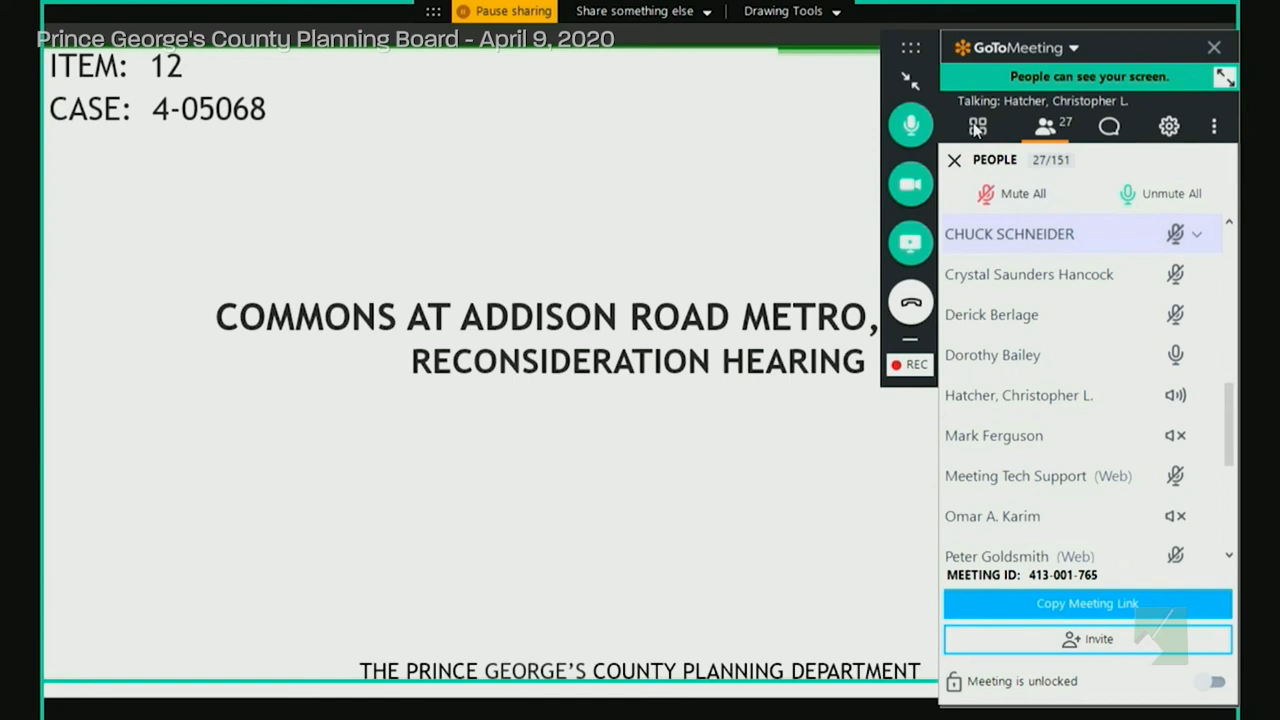 Pause sharing
Share something else
Drawing Tools
Prince George's County Planning Board - April 9, 2020
ITEM: 12
CASE: 4-05068
COMMONS AT ADDISON ROAD METRO,
RECONSIDERATION HEARING
THE PRINCE GEORGE'S COUNTY PLANNING DEPARTMENT
REC
GoToMeeting
People can see your screen.
Talking: Hatcher, Christopher L.
27
PEOPLE 27/151
Mute All
Unmute All
CHUCK SCHNEIDER
Crystal Saunders Hancock
Derick Berlage
Dorothy Bailey
Hatcher, Christopher L.
Mark Ferguson
Meeting Tech Support (Web)
Omar A. Karim
Peter Goldsmith (Web)
MEETING ID: 413-001-765
Copy Meeting Link
Invite
Meeting is unlocked